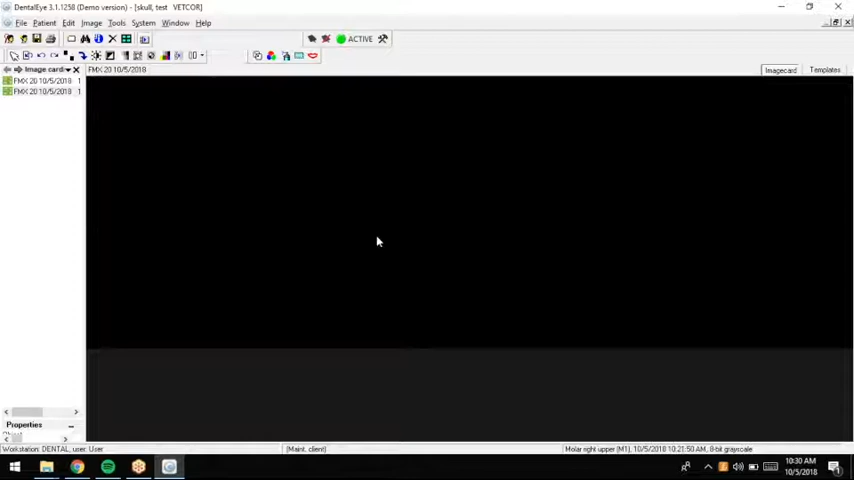 DentalEye 3.1.1258 (Demo version) - [skull, test VETCOR]
File Patient Edit Image Tools System Window Help
ACTIVE
Image cardi
FMX 20 10/5/2018
Imagecard
Templates
FMX 20 10/5/2018 1
FMX 20 10/5/2018 1
Properties
Workstation: DENTAL, user: User
(Maint. client)
Molar right upper (M1), 10/5/2018 10:21:50 AM, 8-bit grayscale
10:30 AM
10/5/2018